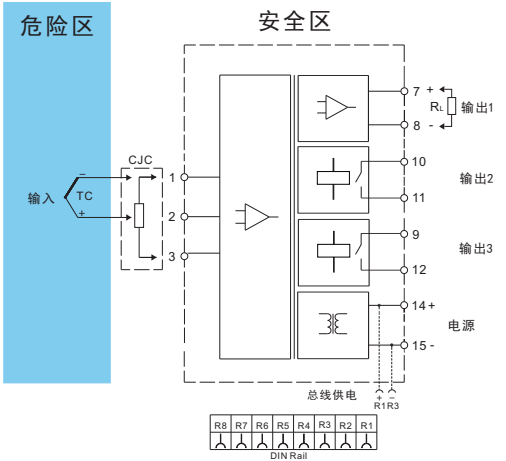 危险区
安全区
CJC
输入
TC
−
+
1
2
3
7 +
8 -
RL
输出1
10
11
输出2
9
12
输出3
14+
15-
电源
总线供电
+ −
R1 R3
R8 R7 R6 R5 R4 R3 R2 R1
DIN Rail